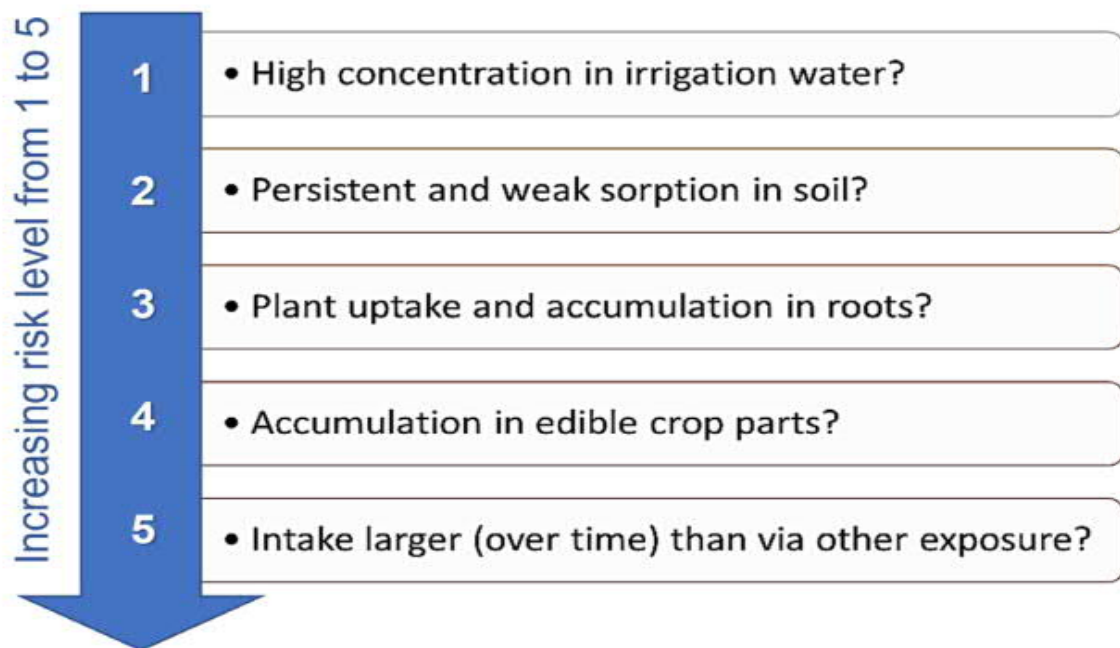 Increasing risk level from 1 to 5
1
• High concentration in irrigation water?
2
• Persistent and weak sorption in soil?
3
• Plant uptake and accumulation in roots?
4
• Accumulation in edible crop parts?
5
• Intake larger (over time) than via other exposure?